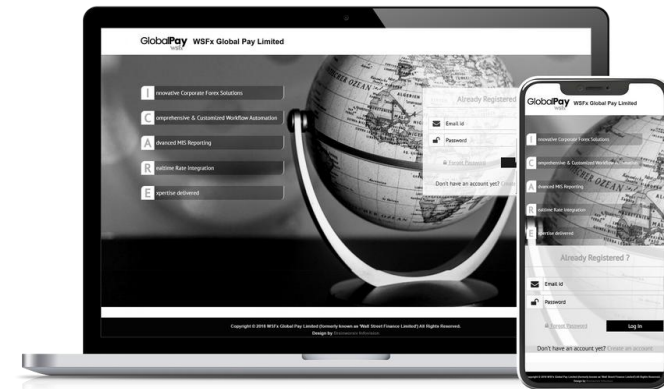 GlobalPay WSFx Global Pay Limited
WSFx
I nnovative Corporate Forex Solutions
C omprehensive & Customized Workflow Automation
A dvanced MIS Reporting
R ealtime Rate Integration
E xpertise delivered
Already Registered
Email Id
Password
Forgot Password
Don't have an account yet? Create
Copyright © 2018 WSFx Global Pay Limited (formerly known as 'Wall Street Finance Limited') All Rights Reserved.
Design by
GlobalPay WSFx Global Pay Limited
I nnovative Corporate Forex Solutions
C omprehensive & Customized Workflow Automation
A dvanced MIS Reporting
R ealtime Rate Integration
E xpertise delivered
Already Registered ?
Email Id
Password
Forgot Password Log In
Don't have an account yet? Create an account